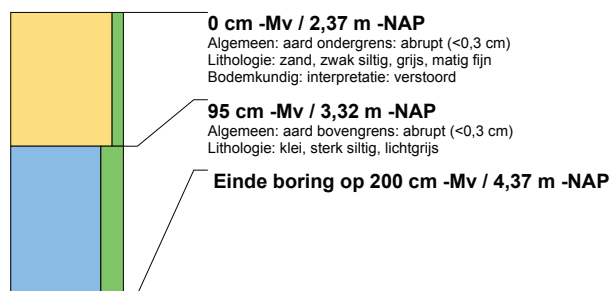 0 cm -Mv / 2,37 m -NAP
Algemeen: aard ondergrens: abrupt (<0,3 cm)
Lithologie: zand, zwak siltig, grijs, matig fijn
Bodemkundig: interpretatie: verstoord
95 cm -Mv / 3,32 m -NAP
Algemeen: aard bovengrens: abrupt (<0,3 cm)
Lithologie: klei, sterk siltig, lichtgrijs
Einde boring op 200 cm -Mv / 4,37 m -NAP